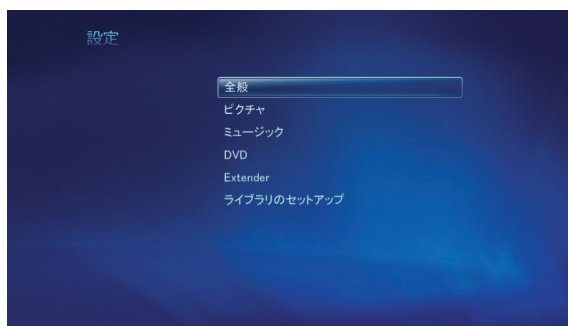 設定
全般
ピクチャ
ミュージック
DVD
Extender
ライブラリのセットアップ